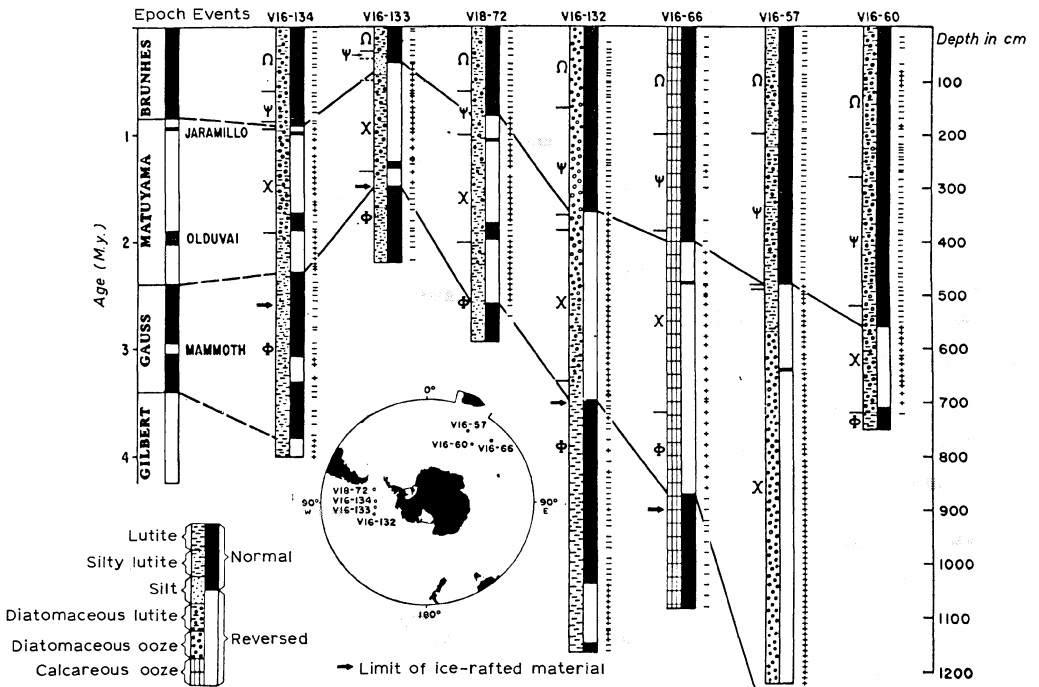 Epoch Events V16-134 V16-133 V18-72 V16-132 V16-66 V16-57 V16-60
Depth in cm
100
200
300
400
500
600
700
800
900
1000
1100
1200
Age (M.y.)
1
2
3
4
BRUNHES
MATUYAMA
GAUSS
GILBERT
JARAMILLO
OLDUVAI
MAMMOTH
Ω
Ψ
χ
Φ
Ω
Ψ
χ
Φ
Ω
Ψ
χ
Φ
Ω
Ψ
χ
Φ
Ω
Ψ
χ
Φ
Ω
Ψ
χ
Ω
Ψ
χ
Φ
0°
V16-57
V16-60
V16-66
V18-72
V16-134
V16-133
V16-132
90°
W
90°
E
180°
Lutite
Silty lutite
Silt
Diatomaceous lutite
Diatomaceous ooze
Calcareous ooze
Normal
Reversed
Limit of ice-rafted material